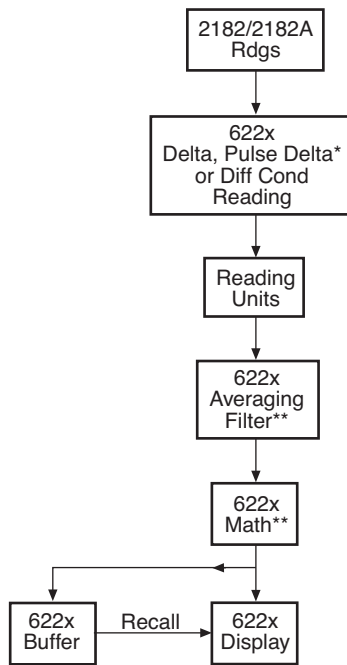 2182/2182A
Rdgs
622x
Delta, Pulse Delta*
or Diff Cond
Reading
Reading
Units
622x
Averaging
Filter**
622x
Math**
622x
Buffer
Recall
622x
Display